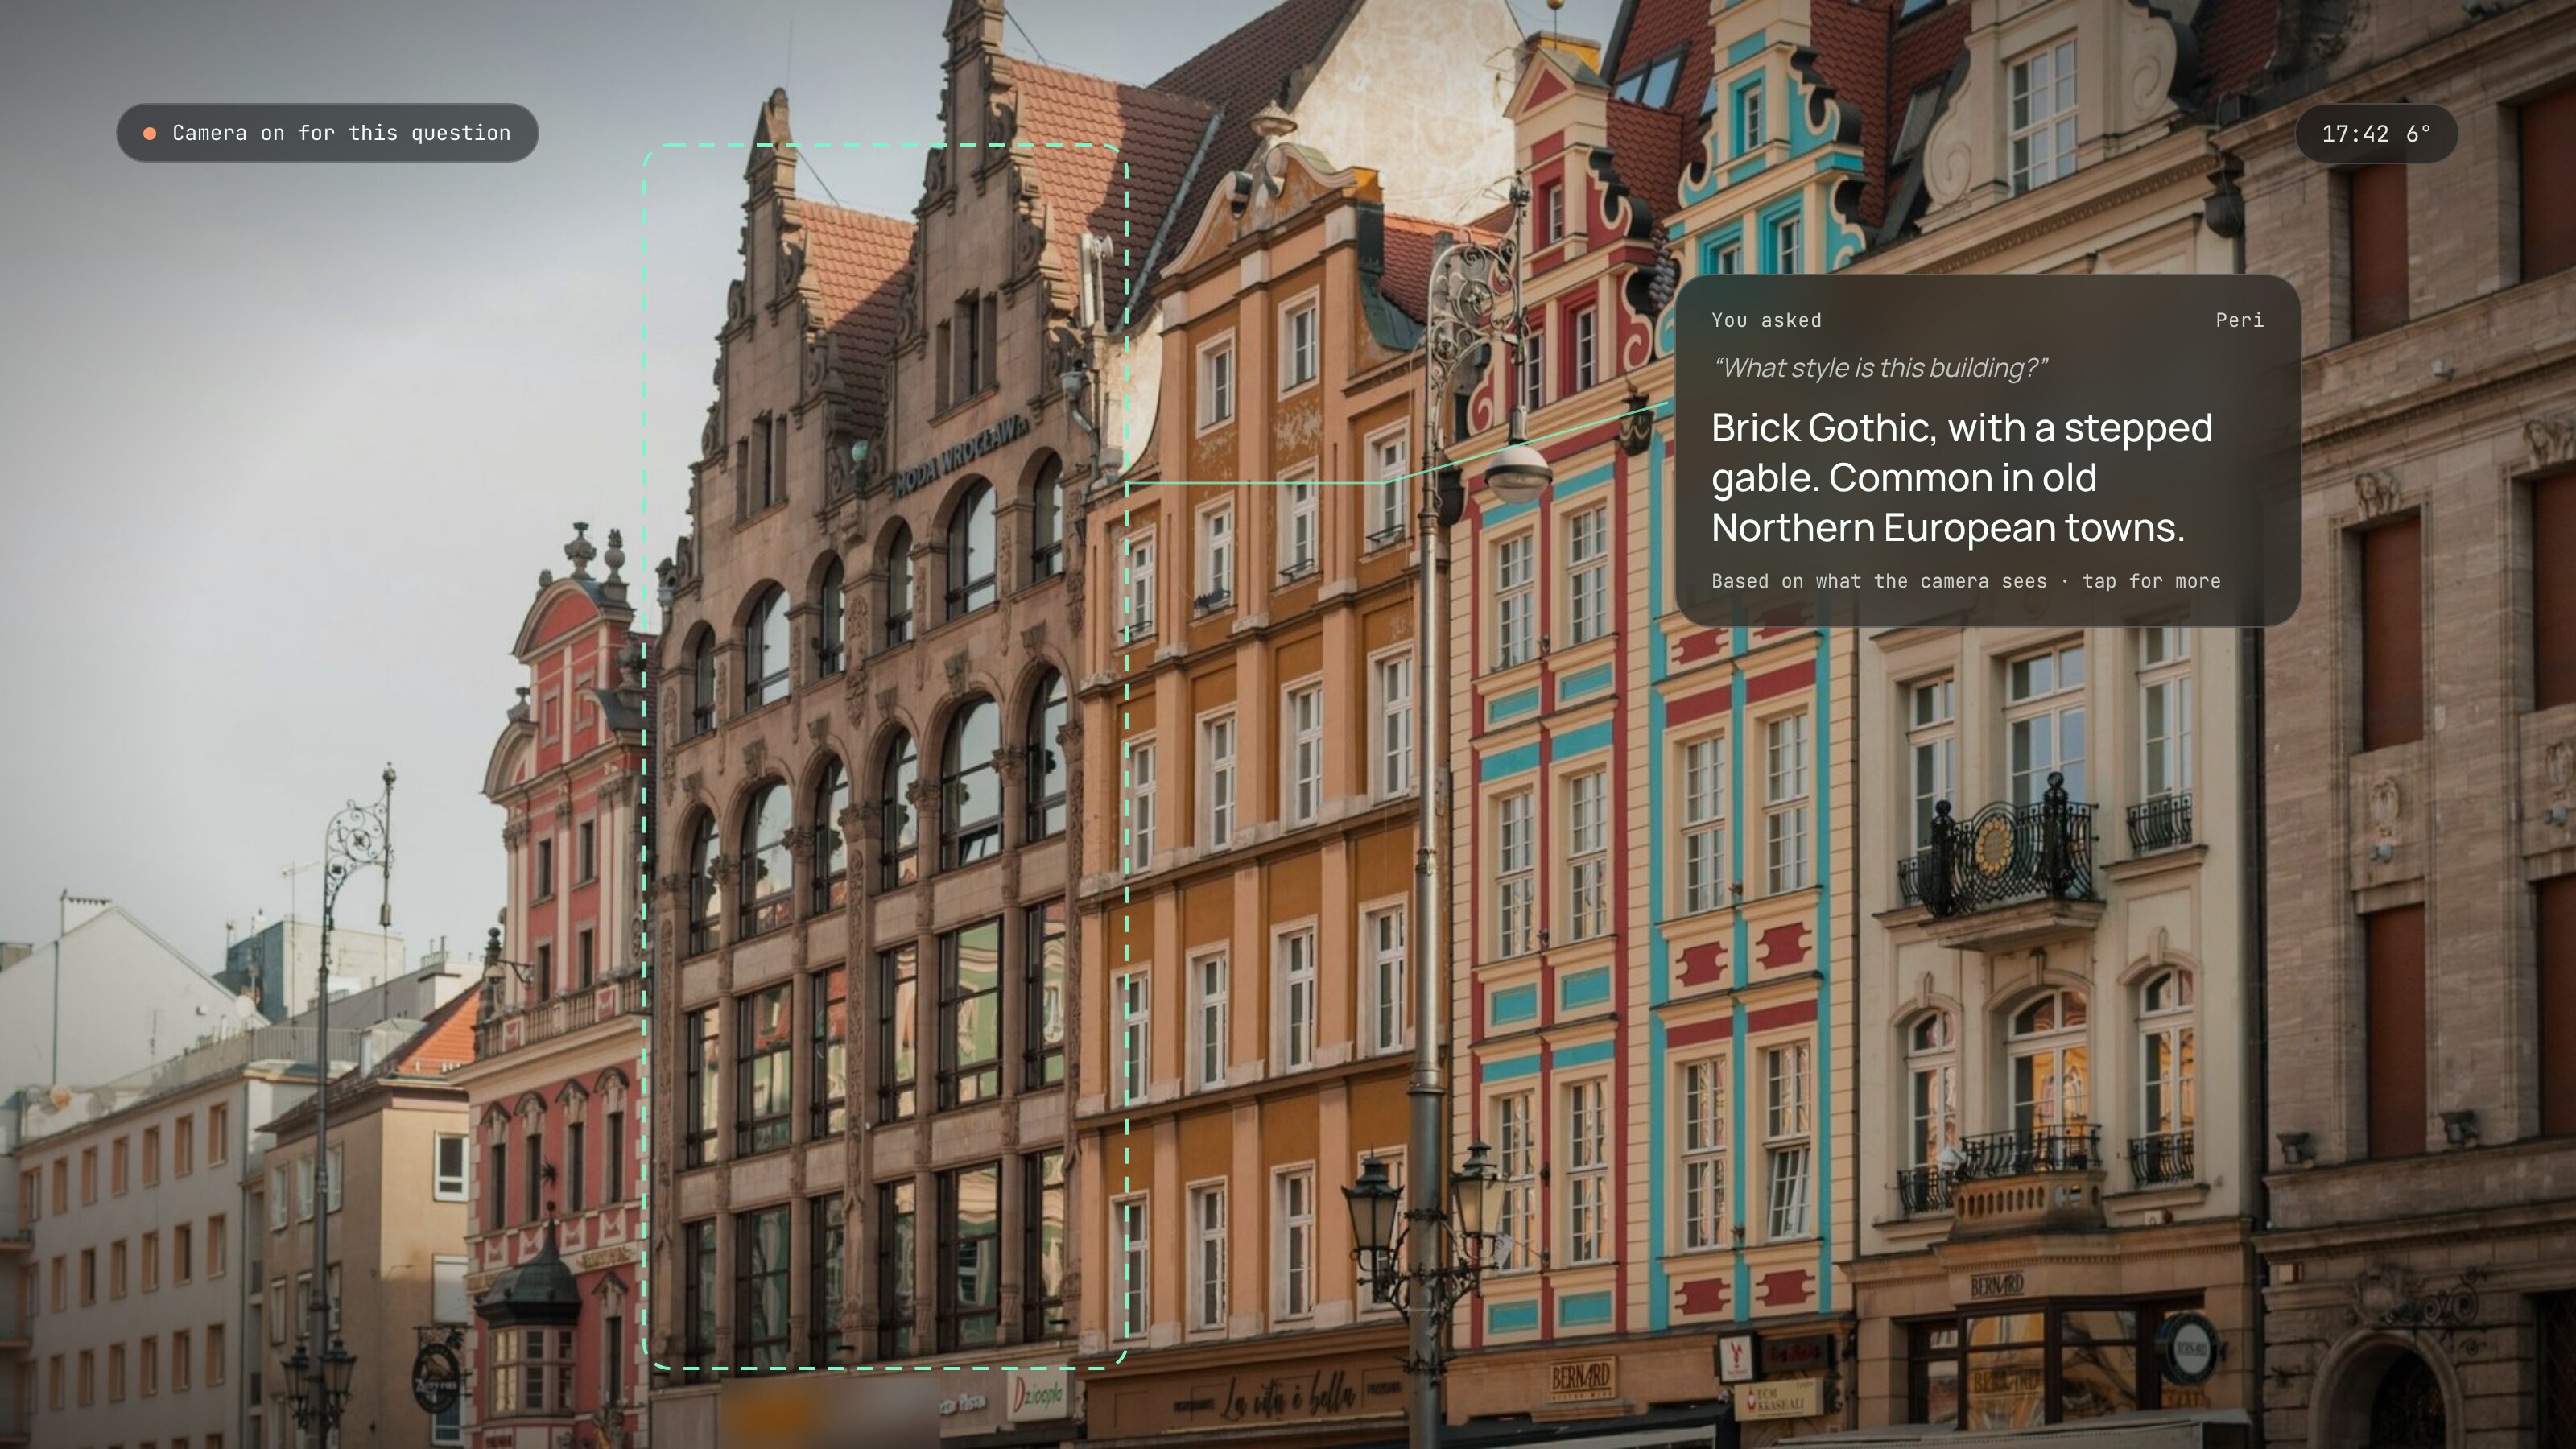 Camera on for this question
17:42 6°
You asked
Peri
“What style is this building?”
Brick Gothic, with a stepped
gable. Common in old
Northern European towns.
Based on what the camera sees · tap for more
MODA WROCŁAW
BERNARD
Dzioopla
La vita è bella
BERNARD